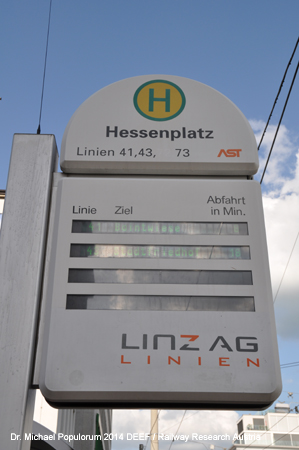 H
Hessenplatz
Linien 41,43, 73 AST
Linie Ziel Abfahrt in Min.
LINZ AG
LINIEN
Dr. Michael Populorum 2014 DEEF / Railway Research Austria